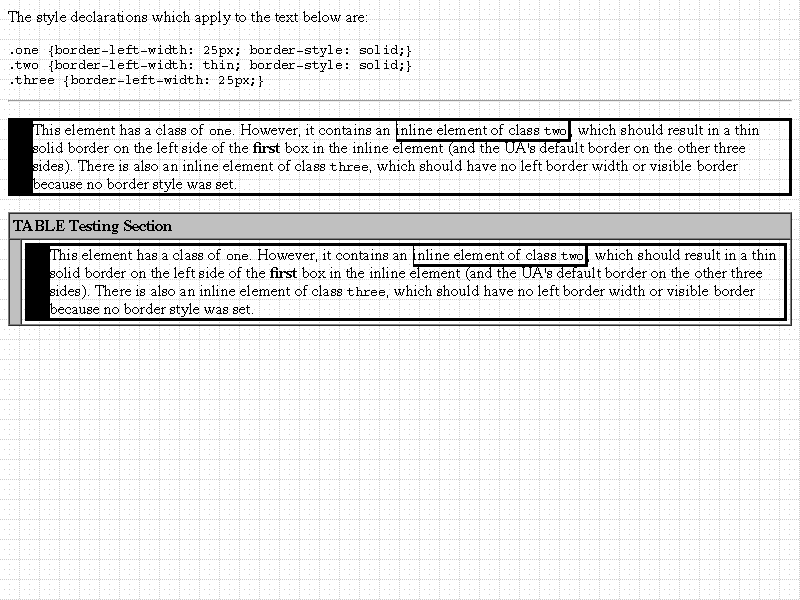 The style declarations which apply to the text below are:
.one {border-left-width: 25px; border-style: solid;}
.two {border-left-width: thin; border-style: solid;}
.three {border-left-width: 25px;}
This element has a class of one. However, it contains an inline element of class two, which should result in a thin
solid border on the left side of the first box in the inline element (and the UA's default border on the other three
sides). There is also an inline element of class three, which should have no left border width or visible border
because no border style was set.
TABLE Testing Section
This element has a class of one. However, it contains an inline element of class two, which should result in a thin
solid border on the left side of the first box in the inline element (and the UA's default border on the other three
sides). There is also an inline element of class three, which should have no left border width or visible border
because no border style was set.